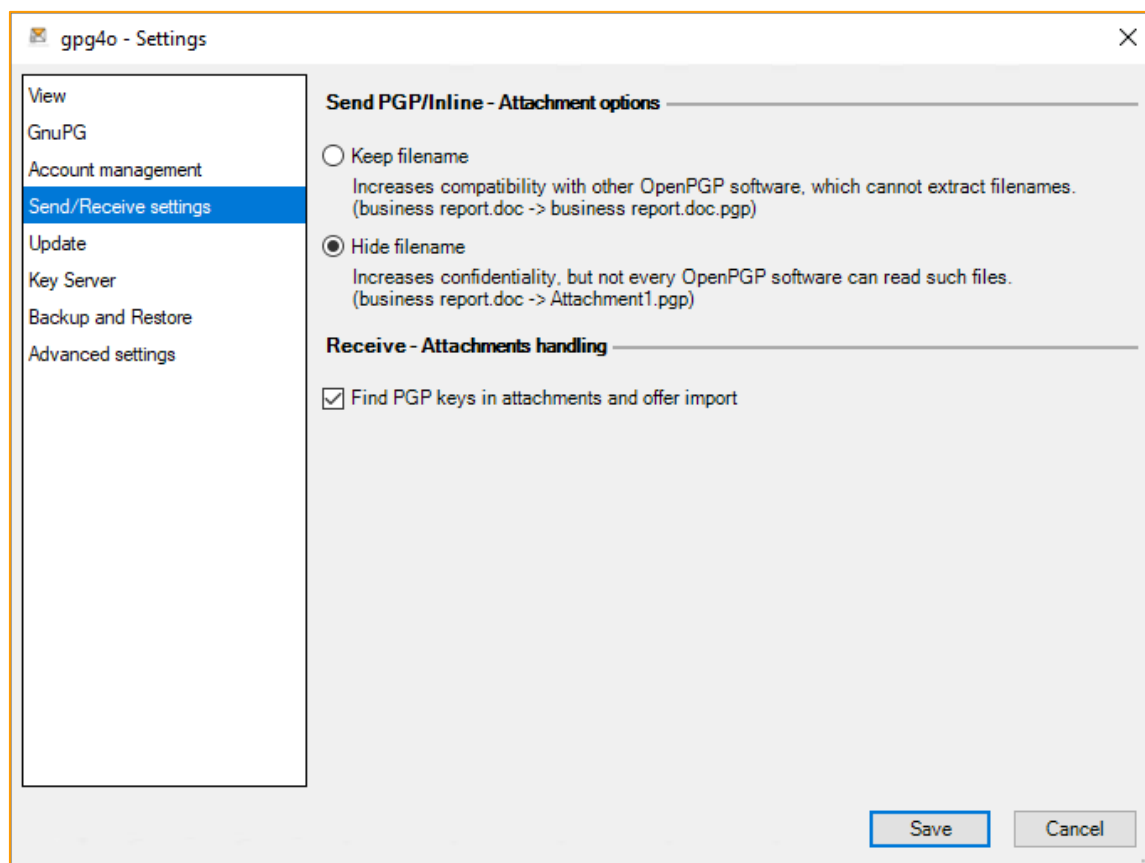 gpg4o - Settings
View
GnuPG
Account management
Send/Receive settings
Update
Key Server
Backup and Restore
Advanced settings
Send PGP/Inline - Attachment options
Keep filename
Increases compatibility with other OpenPGP software, which cannot extract filenames.
(business report.doc -> business report.doc.pgp)
Hide filename
Increases confidentiality, but not every OpenPGP software can read such files.
(business report.doc -> Attachment1.pgp)
Receive - Attachments handling
Find PGP keys in attachments and offer import
Save
Cancel